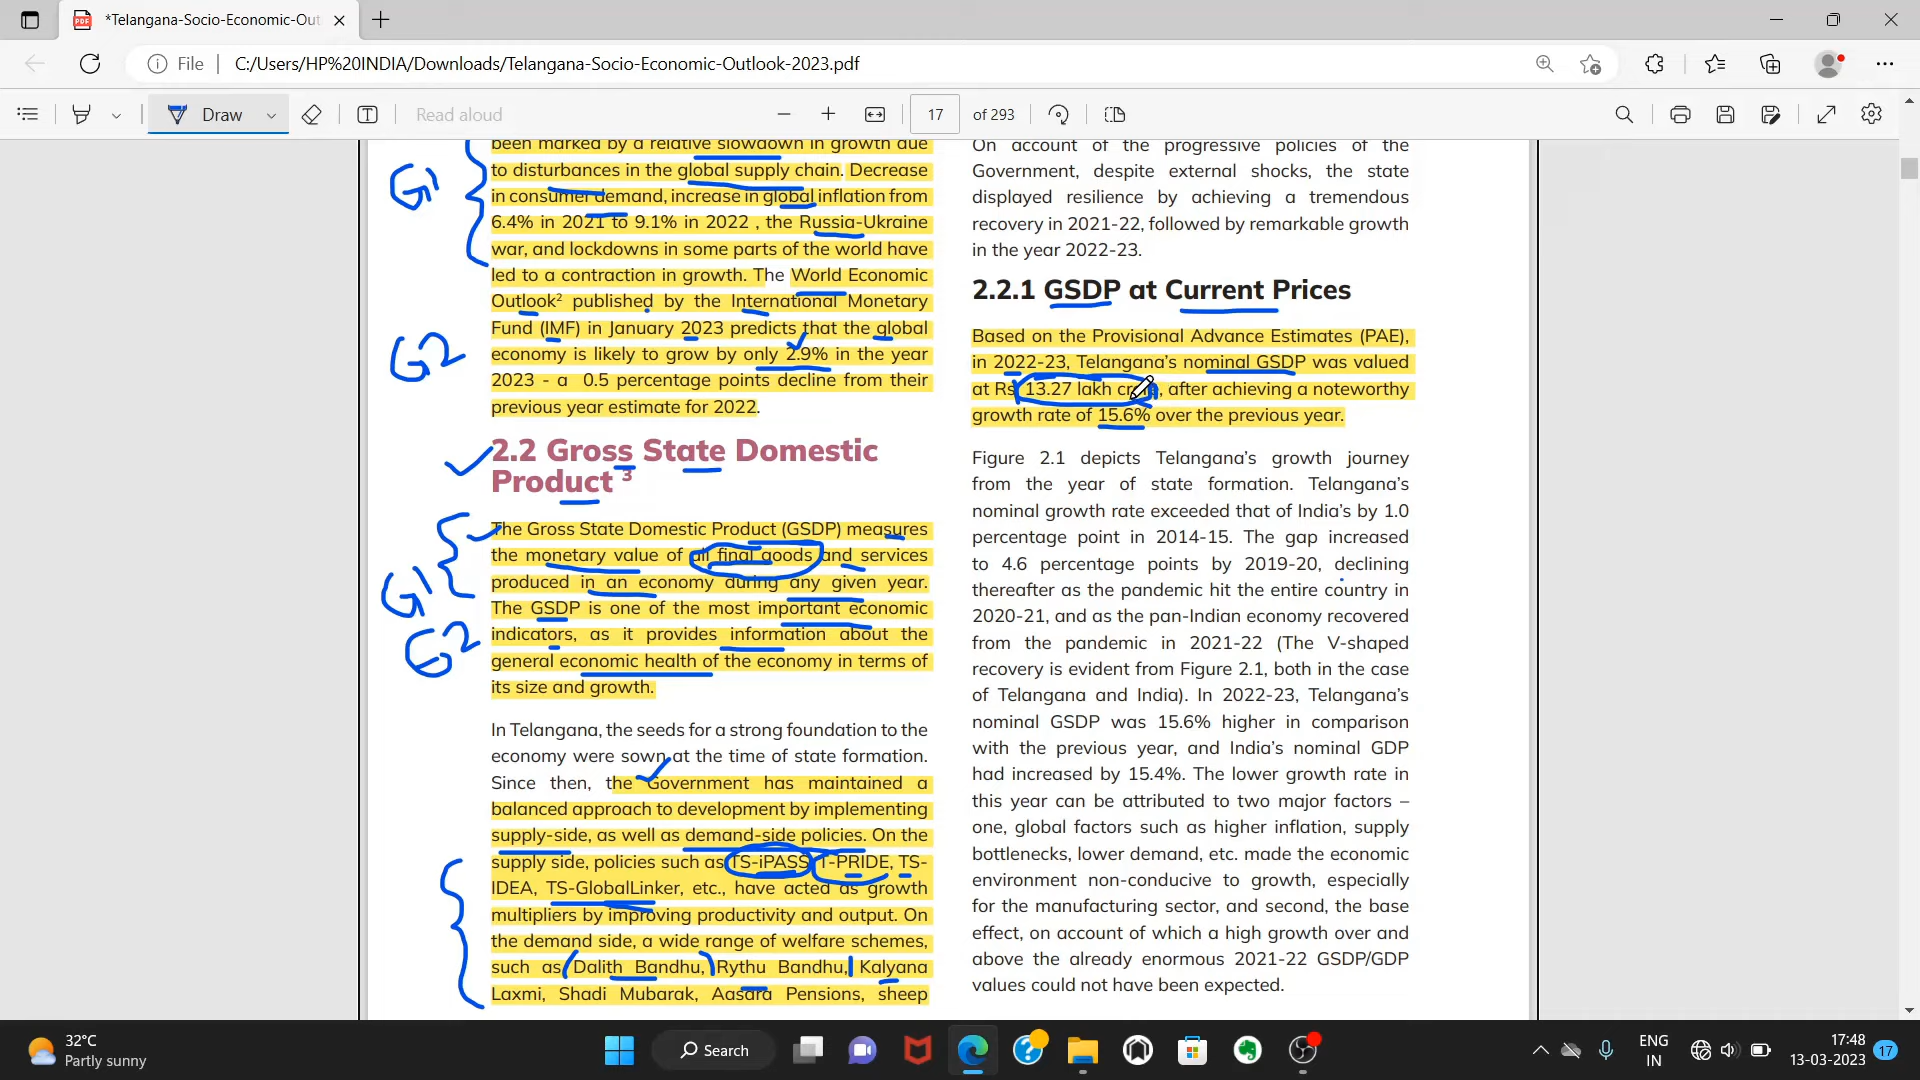 *Telangana-Socio-Economic-Out
File
C:/Users/HP%20INDIA/Downloads/Telangana-Socio-Economic-Outlook-2023.pdf
Draw
Read aloud
17
of 293
been marked by a relative slowdown in growth due
to disturbances in the global supply chain. Decrease
in consumer demand, increase in global inflation from
6.4% in 2021 to 9.1% in 2022 , the Russia-Ukraine
war, and lockdowns in some parts of the world have
led to a contraction in growth. The World Economic
Outlook² published by the International Monetary
Fund (IMF) in January 2023 predicts that the global
economy is likely to grow by only 2.9% in the year
2023 - a 0.5 percentage points decline from their
previous year estimate for 2022.
G1
G2
2.2 Gross State Domestic
Product ³
The Gross State Domestic Product (GSDP) measures
the monetary value of all final goods and services
produced in an economy during any given year.
The GSDP is one of the most important economic
indicators, as it provides information about the
general economic health of the economy in terms of
its size and growth.
G1
G2
In Telangana, the seeds for a strong foundation to the
economy were sown at the time of state formation.
Since then, the Government has maintained a
balanced approach to development by implementing
supply-side, as well as demand-side policies. On the
supply side, policies such as TS-iPASS, T-PRIDE, TS-
IDEA, TS-GlobalLinker, etc., have acted as growth
multipliers by improving productivity and output. On
the demand side, a wide range of welfare schemes,
such as Dalith Bandhu, Rythu Bandhu, Kalyana
Laxmi, Shadi Mubarak, Aasara Pensions, sheep
On account of the progressive policies of the
Government, despite external shocks, the state
displayed resilience by achieving a tremendous
recovery in 2021-22, followed by remarkable growth
in the year 2022-23.
2.2.1 GSDP at Current Prices
Based on the Provisional Advance Estimates (PAE),
in 2022-23, Telangana's nominal GSDP was valued
at Rs. 13.27 lakh crore, after achieving a noteworthy
growth rate of 15.6% over the previous year.
Figure 2.1 depicts Telangana's growth journey
from the year of state formation. Telangana's
nominal growth rate exceeded that of India's by 1.0
percentage point in 2014-15. The gap increased
to 4.6 percentage points by 2019-20, declining
thereafter as the pandemic hit the entire country in
2020-21, and as the pan-Indian economy recovered
from the pandemic in 2021-22 (The V-shaped
recovery is evident from Figure 2.1, both in the case
of Telangana and India). In 2022-23, Telangana's
nominal GSDP was 15.6% higher in comparison
with the previous year, and India's nominal GDP
had increased by 15.4%. The lower growth rate in
this year can be attributed to two major factors –
one, global factors such as higher inflation, supply
bottlenecks, lower demand, etc. made the economic
environment non-conducive to growth, especially
for the manufacturing sector, and second, the base
effect, on account of which a high growth over and
above the already enormous 2021-22 GSDP/GDP
values could not have been expected.
32°C
Partly sunny
Search
ENG
IN
17:48
13-03-2023
17